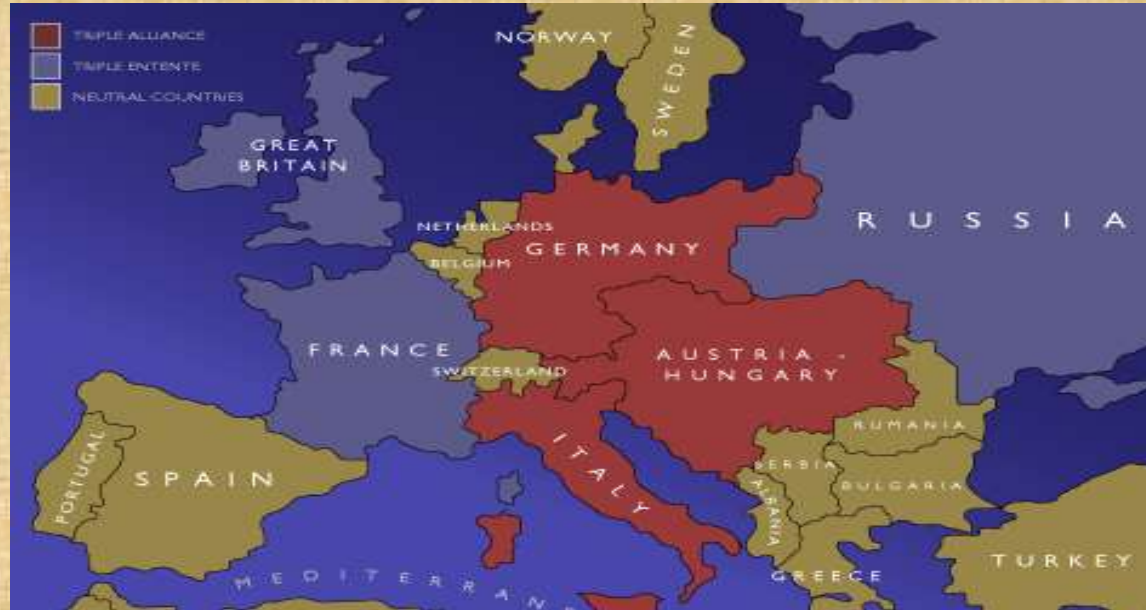 TRIPLE ALLIANCE
TRIPLE ENTENTE
NEUTRAL COUNTRIES
NORWAY
SWEDEN
GREAT
BRITAIN
RUSSIA
NETHERLANDS
GERMANY
BELGIUM
FRANCE
SWITZERLAND
AUSTRIA -
HUNGARY
ITALY
RUMANIA
PORTUGAL
SPAIN
SERBIA
ALBANIA
BULGARIA
TURKEY
GREECE
MEDITERRANE